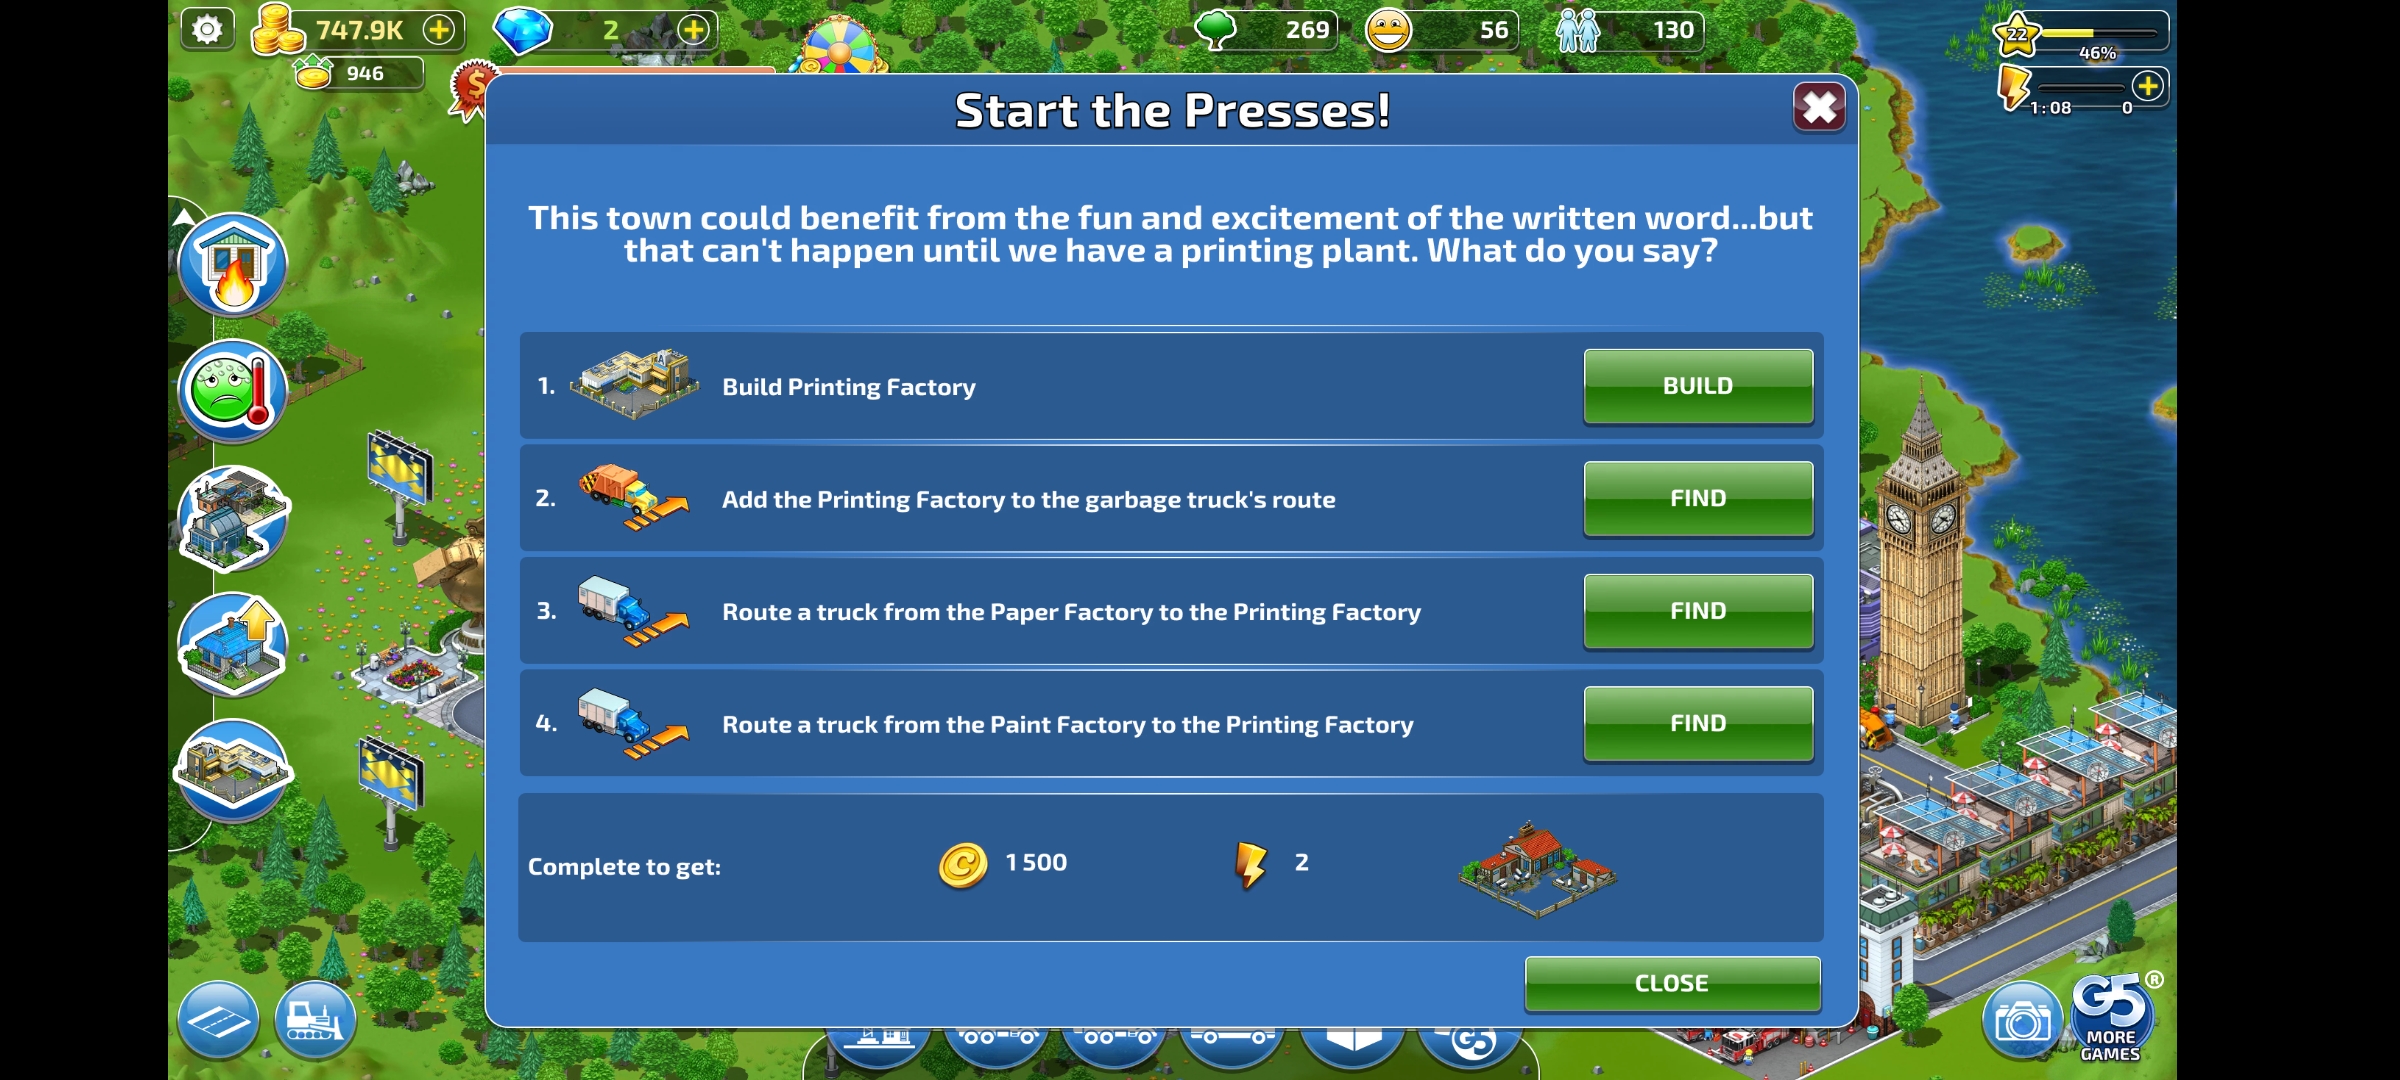 747.9K
2
269
56
130
22
46%
946
1:08
0
Start the Presses!
This town could benefit from the fun and excitement of the written word...but
that can't happen until we have a printing plant. What do you say?
1.
Build Printing Factory
BUILD
2.
Add the Printing Factory to the garbage truck's route
FIND
3.
Route a truck from the Paper Factory to the Printing Factory
FIND
4.
Route a truck from the Paint Factory to the Printing Factory
FIND
Complete to get:
1 500
2
CLOSE
G5
G5®
MORE
GAMES